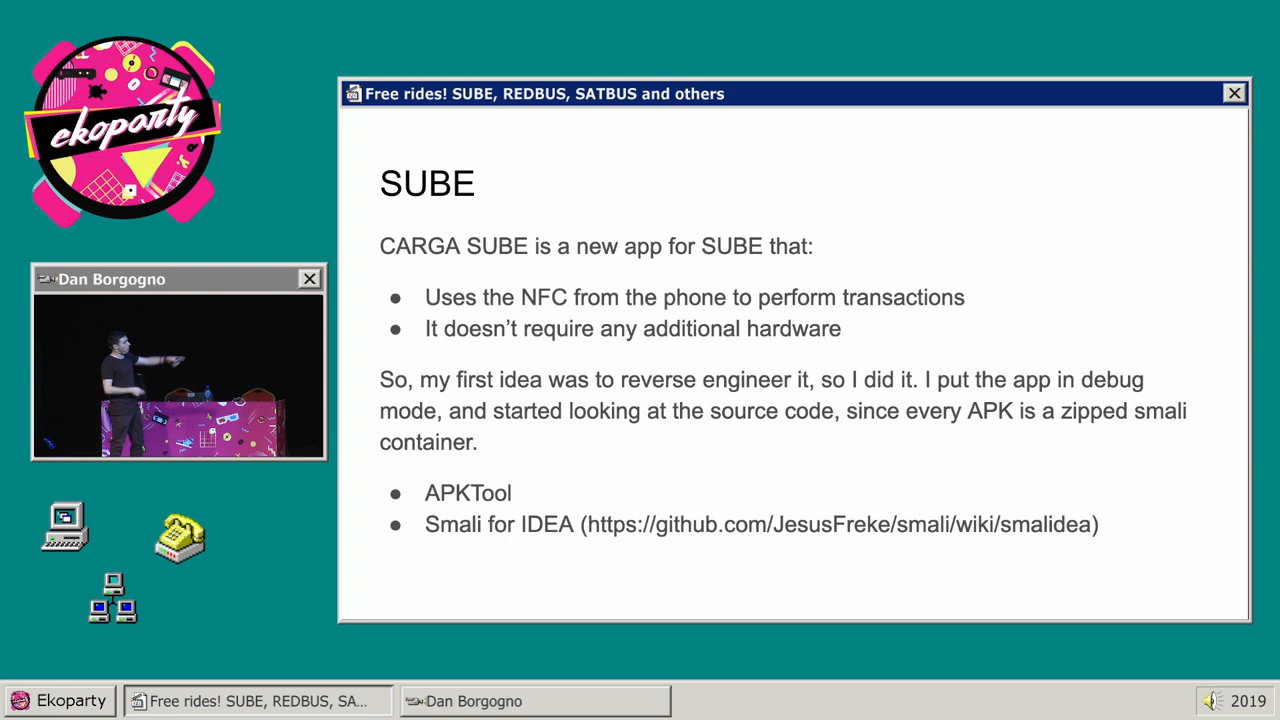 ekoparty
Free rides! SUBE, REDBUS, SATBUS and others
SUBE
CARGA SUBE is a new app for SUBE that:
● Uses the NFC from the phone to perform transactions
● It doesn’t require any additional hardware
So, my first idea was to reverse engineer it, so I did it. I put the app in debug
mode, and started looking at the source code, since every APK is a zipped smali
container.
● APKTool
● Smali for IDEA (https://github.com/JesusFreke/smali/wiki/smalidea)
Dan Borgogno
Ekoparty
Free rides! SUBE, REDBUS, SA...
Dan Borgogno
2019